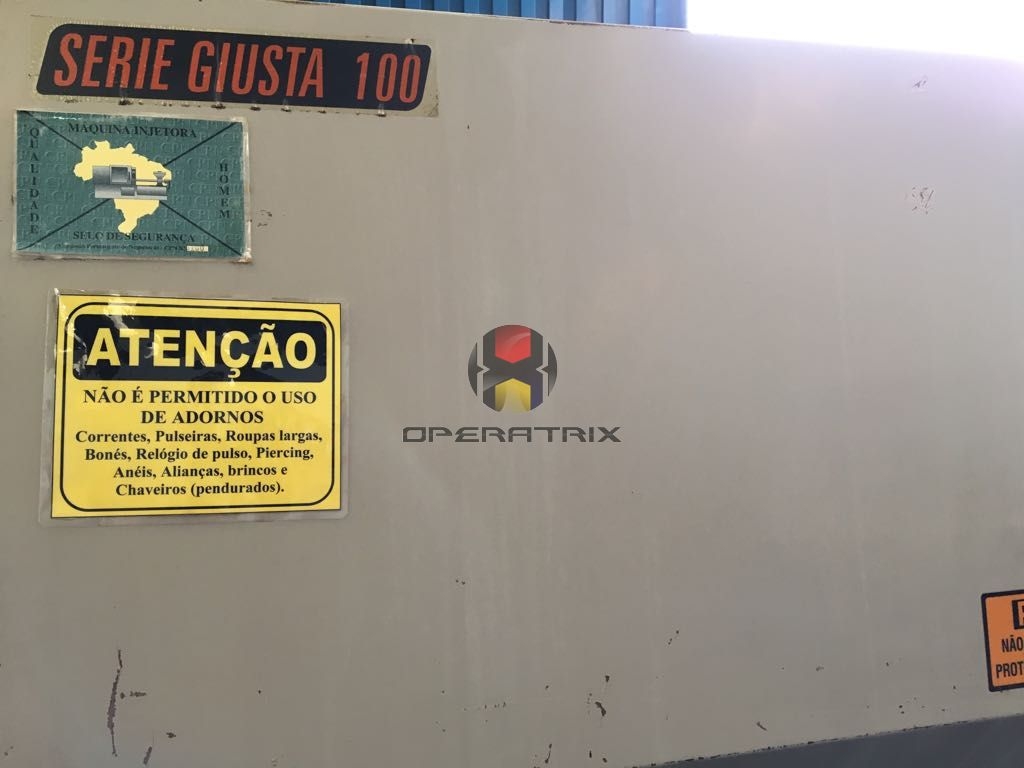 SERIE GIUSTA 100
MÁQUINA INJETORA
QUALIDADE
HOMEM
SELO DE SEGURANÇA
ATENÇÃO
NÃO É PERMITIDO O USO
DE ADORNOS
Correntes, Pulseiras, Roupas largas,
Bonés, Relógio de pulso, Piercing,
Anéis, Alianças, brincos e
Chaveiros (pendurados).
OPERATRIX
NÃO
PROT